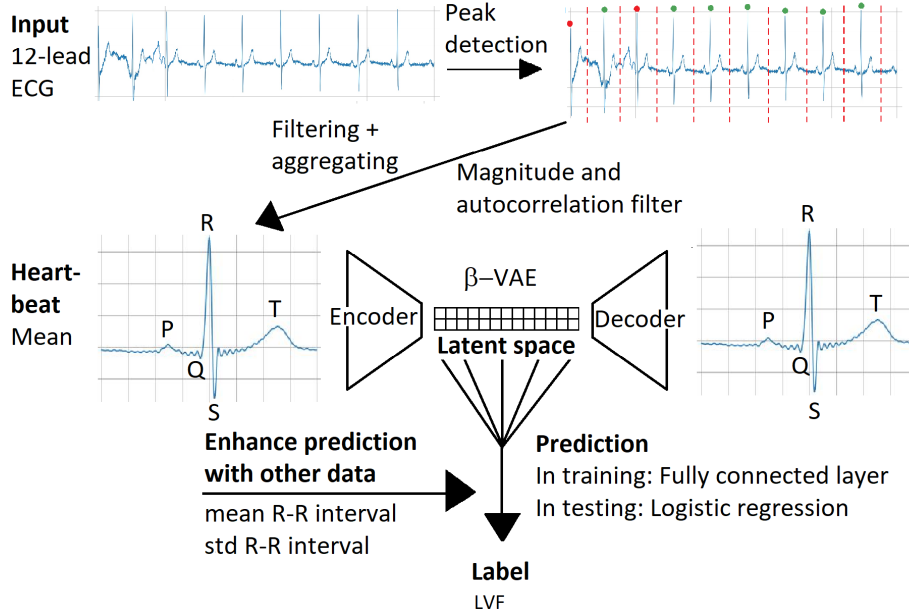 Input
12-lead
ECG
Peak
detection
Filtering +
aggregating
Magnitude and
autocorrelation filter
Heart-
beat
Mean
R
P
Q
S
T
Encoder
β−VAE
Latent space
Decoder
R
P
Q
S
T
Enhance prediction
with other data
mean R-R interval
std R-R interval
Prediction
In training: Fully connected layer
In testing: Logistic regression
Label
LVF